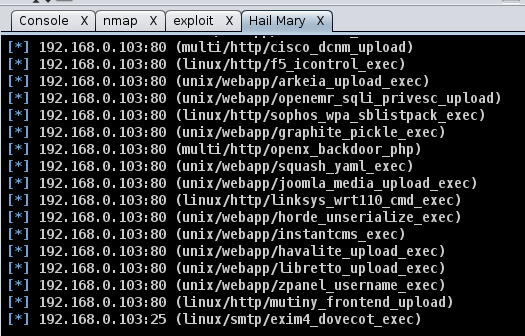 Console X nmap X exploit X Hail Mary X
[*] 192.168.0.103:80 (multi/http/cisco_dcnm_upload)
[*] 192.168.0.103:80 (linux/http/f5_icontrol_exec)
[*] 192.168.0.103:80 (unix/webapp/arkeia_upload_exec)
[*] 192.168.0.103:80 (unix/webapp/openemr_sqli_privesc_upload)
[*] 192.168.0.103:80 (linux/http/sophos_wpa_sblistpack_exec)
[*] 192.168.0.103:80 (unix/webapp/graphite_pickle_exec)
[*] 192.168.0.103:80 (multi/http/openx_backdoor_php)
[*] 192.168.0.103:80 (unix/webapp/squash_yaml_exec)
[*] 192.168.0.103:80 (unix/webapp/joomla_media_upload_exec)
[*] 192.168.0.103:80 (linux/http/linksys_wrt110_cmd_exec)
[*] 192.168.0.103:80 (unix/webapp/horde_unserialize_exec)
[*] 192.168.0.103:80 (unix/webapp/instantcms_exec)
[*] 192.168.0.103:80 (unix/webapp/havalite_upload_exec)
[*] 192.168.0.103:80 (unix/webapp/libretto_upload_exec)
[*] 192.168.0.103:80 (unix/webapp/zpanel_username_exec)
[*] 192.168.0.103:80 (linux/http/mutiny_frontend_upload)
[*] 192.168.0.103:25 (linux/smtp/exim4_dovecot_exec)